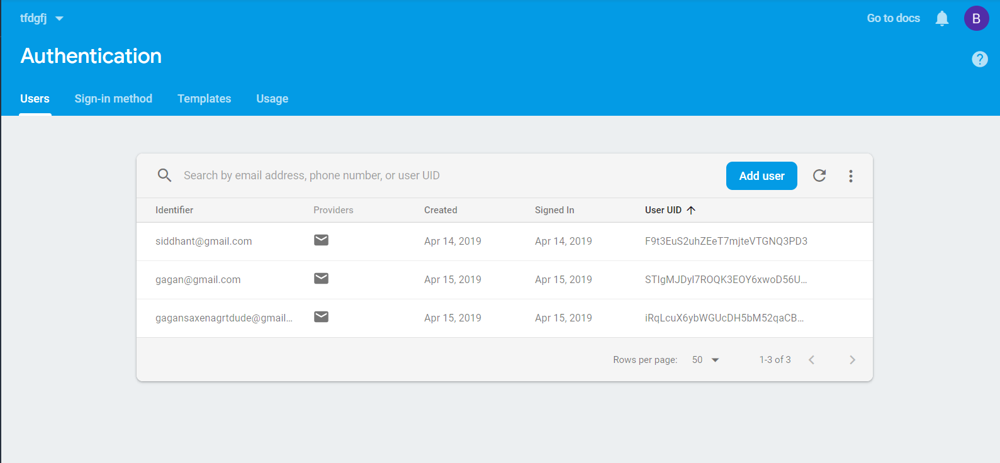 tfdgfj Go to docs B
Authentication
?
Users Sign-in method Templates Usage
Search by email address, phone number, or user UID Add user
Identifier Providers Created Signed In User UID
siddhant@gmail.com Apr 14, 2019 Apr 14, 2019 F9t3EuS2uhZEeT7mjteVTGNQ3PD3
gagan@gmail.com Apr 15, 2019 Apr 15, 2019 STIgMJDyI7ROQK3EOY6xwoD56U...
gagansaxenagrtdude@gmail... Apr 15, 2019 Apr 15, 2019 iRqLcuX6ybWGUcDH5bM52qaCB...
Rows per page: 50 1-3 of 3